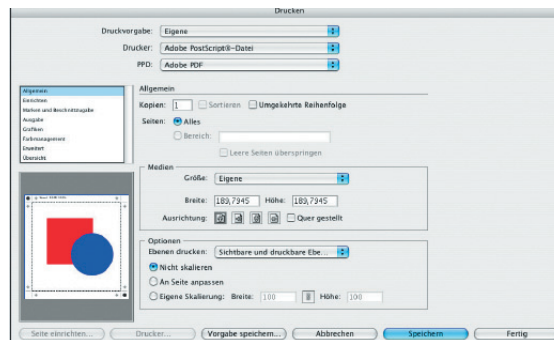 Drucken
Druckvorgabe: Eigene
Drucker: Adobe PostScript®-Datei
PPD: Adobe PDF
Allgemein
Einrichten
Marken und Beschnittzugabe
Ausgabe
Grafiken
Farbmanagement
Erweitert
Übersicht
Allgemein
Kopien: 1 Sortieren Umgekehrte Reihenfolge
Seiten: Alles
Bereich:
Leere Seiten überspringen
Medien
Größe: Eigene
Breite: 189,7945 Höhe: 189,7945
Ausrichtung: Quer gestellt
Optionen
Ebenen drucken: Sichtbare und druckbare Ebe...
Nicht skalieren
An Seite anpassen
Eigene Skalierung: Breite: 100 Höhe: 100
Seite einrichten... Drucker... Vorgabe speichern... Abbrechen Speichern Fertig